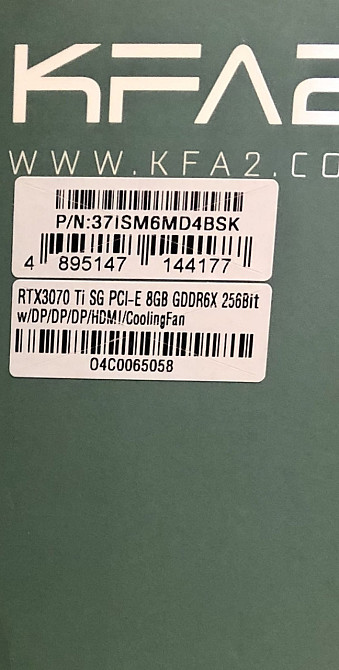 KFA2
WWW.KFA2.CO
P/N:37ISM6MD4BSK
4 895147 144177
RTX3070 Ti SG PCI-E 8GB GDDR6X 256Bit
w/DP/DP/DP/HDMI/CoolingFan
04C0065058